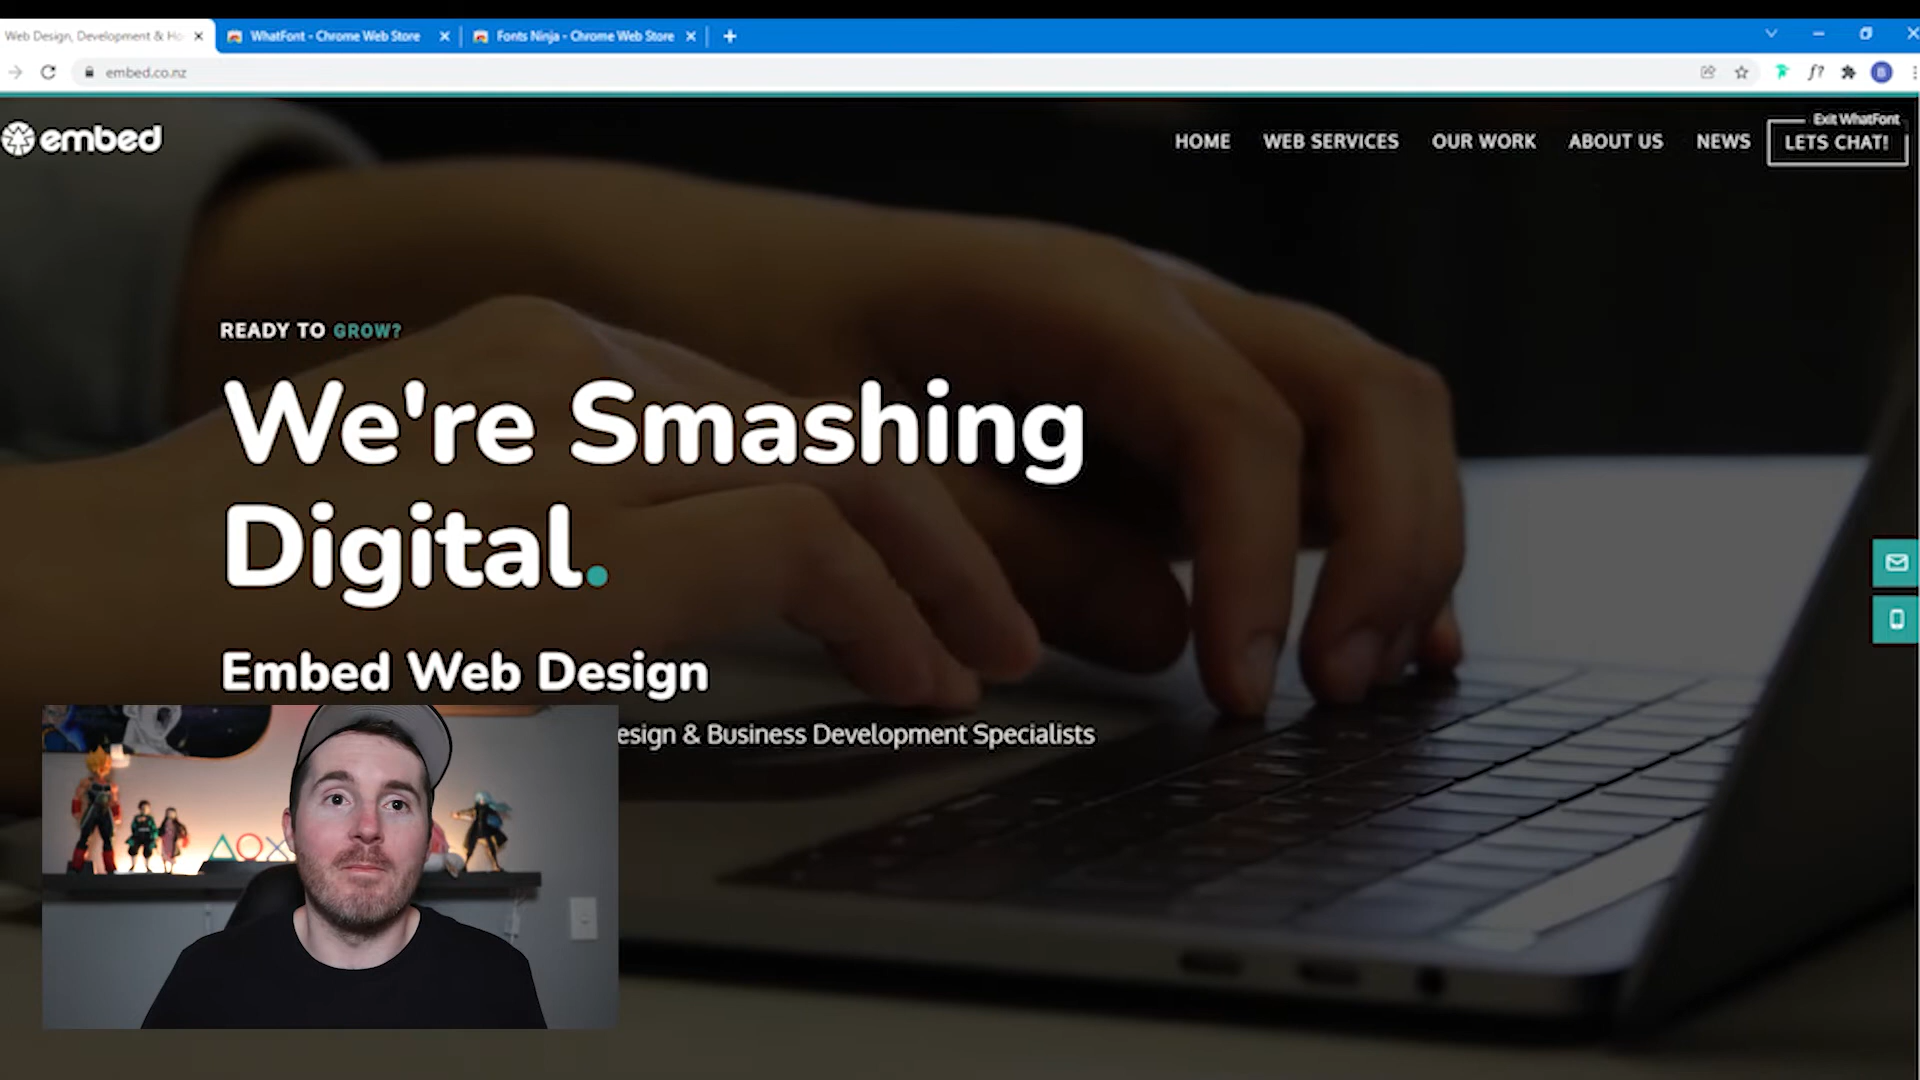 Web Design, Development & Ho
WhatFont - Chrome Web Store
Fonts Ninja - Chrome Web Store
embed.co.nz
f?
B
embed
HOME
WEB SERVICES
OUR WORK
ABOUT US
NEWS
Exit WhatFont
LETS CHAT!
READY TO GROW?
We're Smashing
Digital.
Embed Web Design
esign & Business Development Specialists